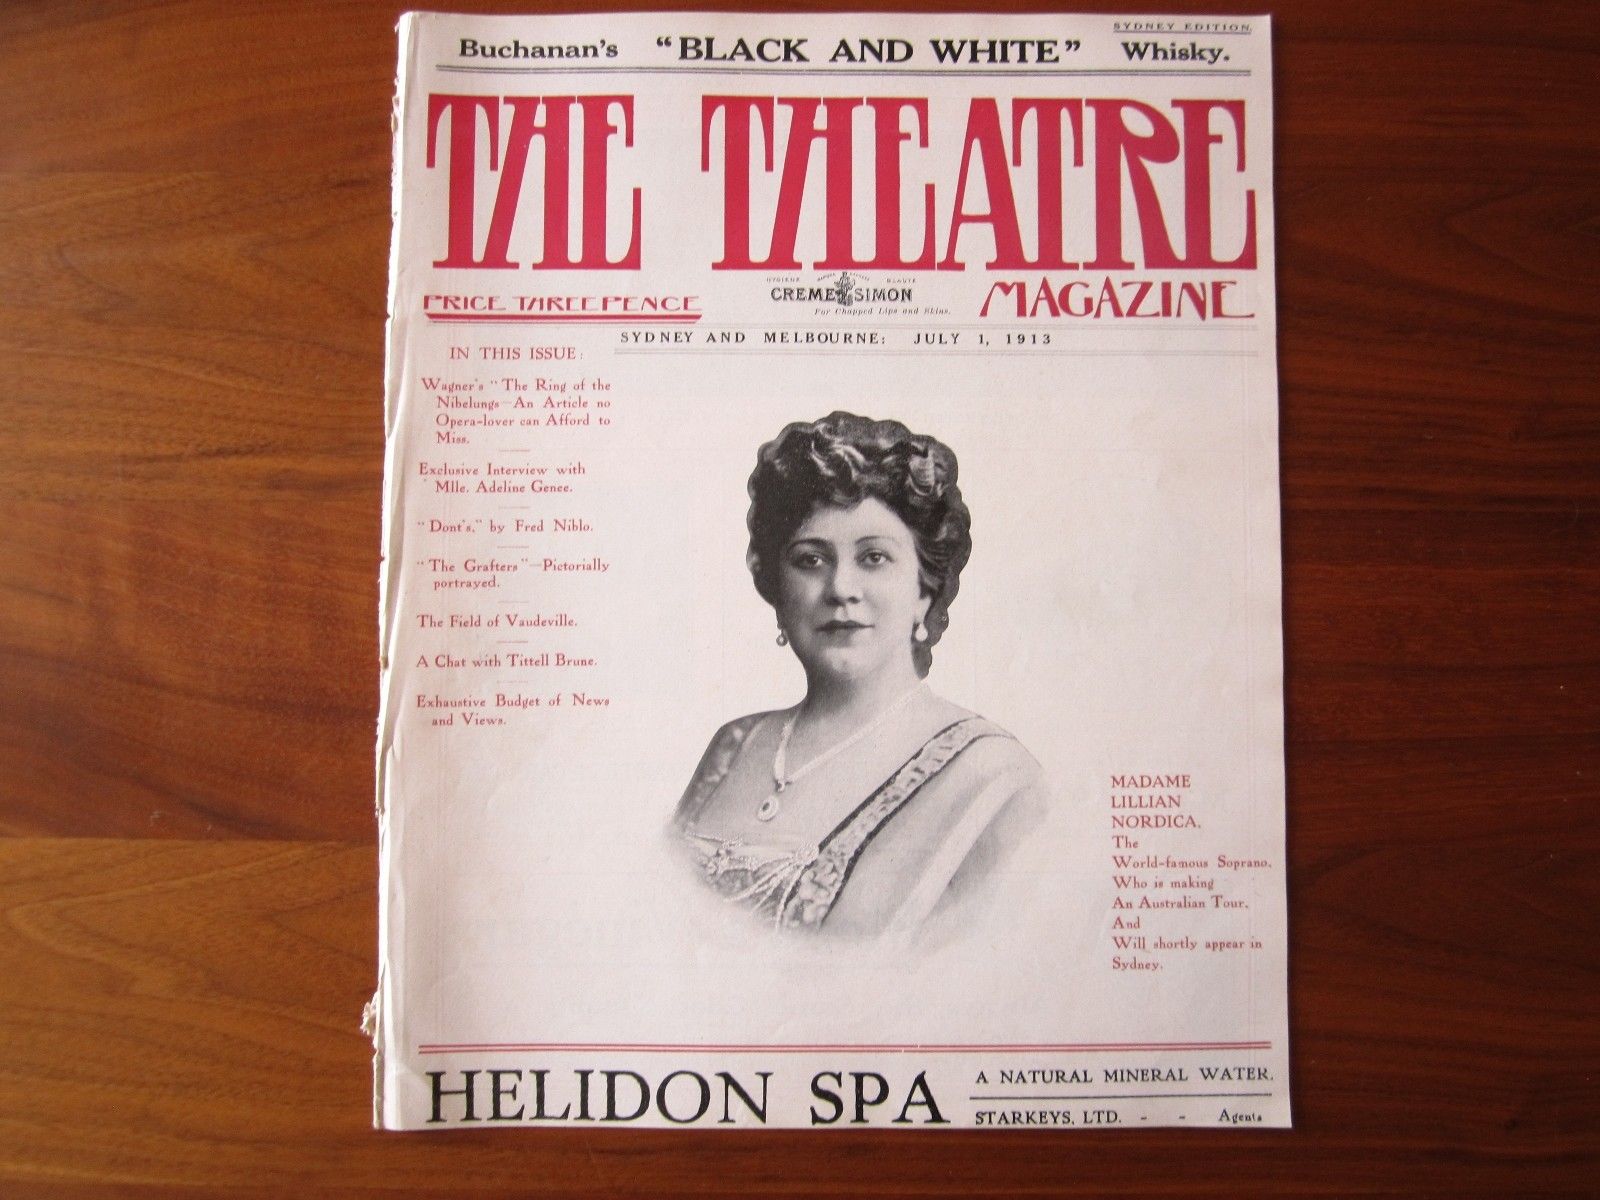 SYDNEY EDITION.
Buchanan's "BLACK AND WHITE" Whisky.
THE THEATRE
PRICE THREEPENCE
HYGIENE BEAUTE
CREME SIMON
For Chapped Lips and Skins.
MAGAZINE
SYDNEY AND MELBOURNE: JULY 1, 1913
IN THIS ISSUE:
Wagner's "The Ring of the
Nibelungs—An Article no
Opera-lover can Afford to
Miss.
Exclusive Interview with
Mlle. Adeline Genee.
"Dont's," by Fred Niblo.
"The Grafters"—Pictorially
portrayed.
The Field of Vaudeville.
A Chat with Tittell Brune.
Exhaustive Budget of News
and Views.
MADAME
LILLIAN
NORDICA,
The
World-famous Soprano,
Who is making
An Australian Tour,
And
Will shortly appear in
Sydney.
HELIDON SPA
A NATURAL MINERAL WATER.
STARKEYS, LTD. - - Agents